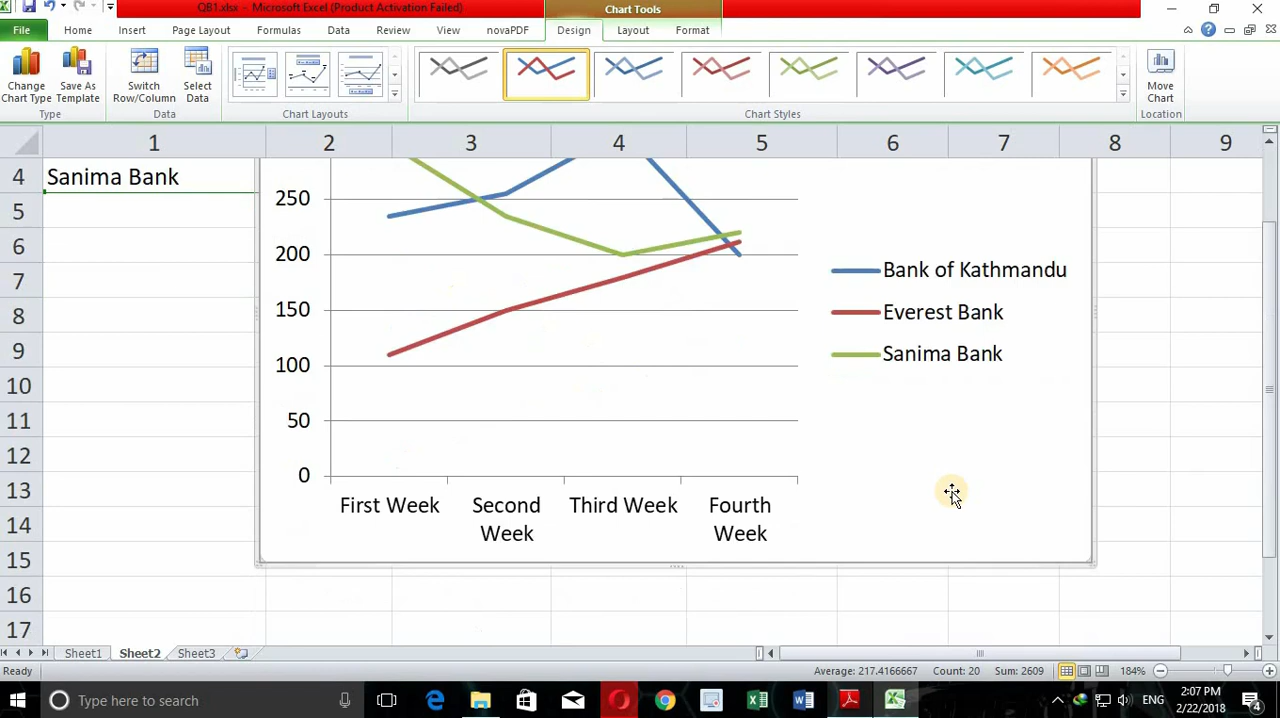 QB1.xlsx - Microsoft Excel (Product Activation Failed)
Chart Tools
File Home Insert Page Layout Formulas Data Review View novaPDF Design Layout Format
Change Chart Type
Save As Template
Switch Row/Column
Select Data
Move Chart
Type Data Chart Layouts Chart Styles Location
1 2 3 4 5 6 7 8 9
4 Sanima Bank
5
6
7
8
9
10
11
12
13
14
15
16
17
250
200
150
100
50
0
First Week
Second Week
Third Week
Fourth Week
Bank of Kathmandu
Everest Bank
Sanima Bank
Sheet1 Sheet2 Sheet3
Ready Average: 217.4166667 Count: 20 Sum: 2609 184%
Type here to search
ENG
2:07 PM
2/22/2018
4